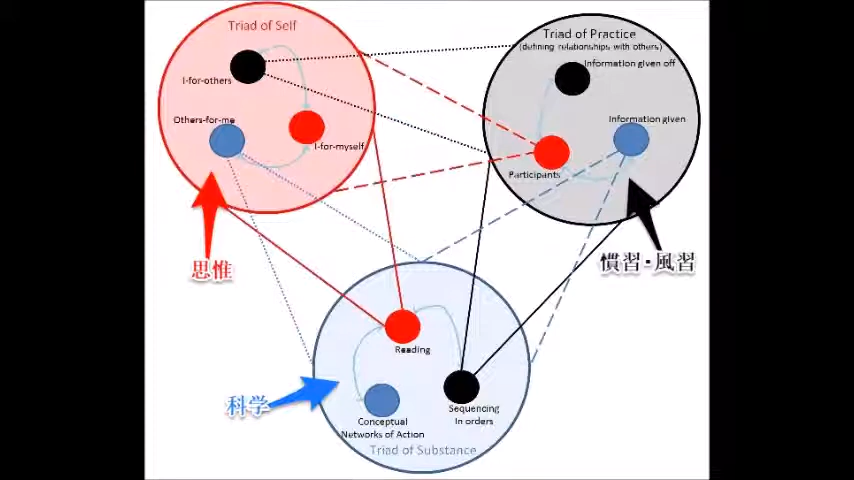 Triad of Self
I-for-others
Others-for-me
I-for-myself
思惟
Triad of Practice
(defining relationships with others)
Information given off
Information given
Participants
慣習・風習
Reading
科学
Conceptual
Networks of Action
Sequencing
In orders
Triad of Substance